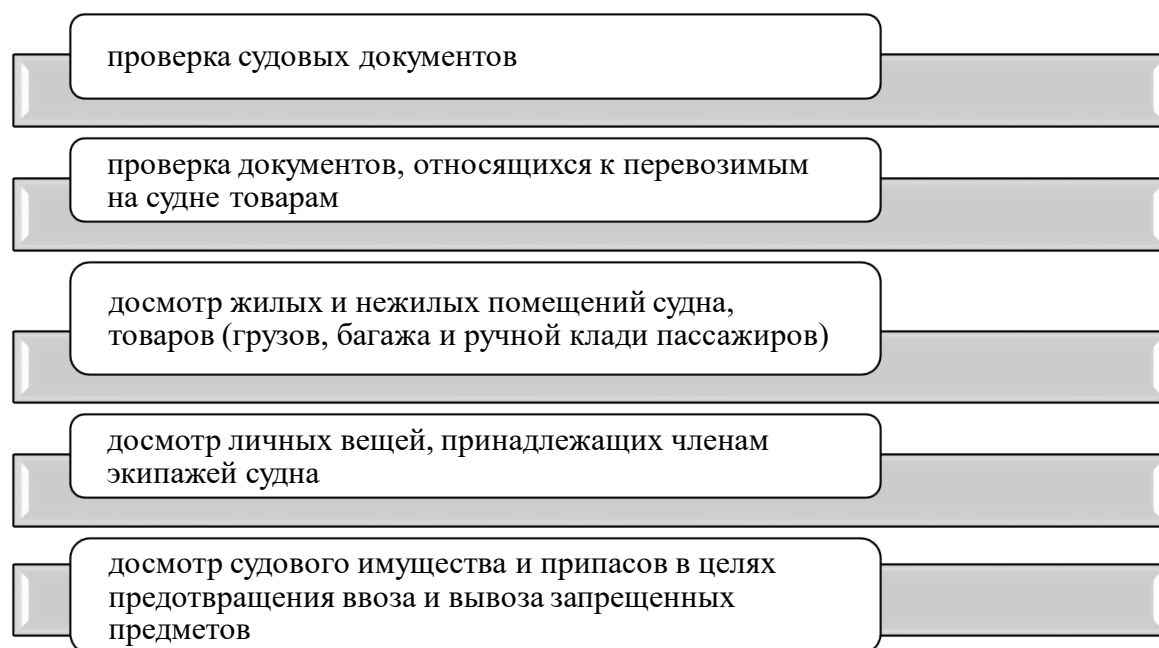 проверка судовых документов
проверка документов, относящихся к перевозимым
на судне товарам
досмотр жилых и нежилых помещений судна,
товаров (грузов, багажа и ручной клади пассажиров)
досмотр личных вещей, принадлежащих членам
экипажей судна
досмотр судового имущества и припасов в целях
предотвращения ввоза и вывоза запрещенных
предметов